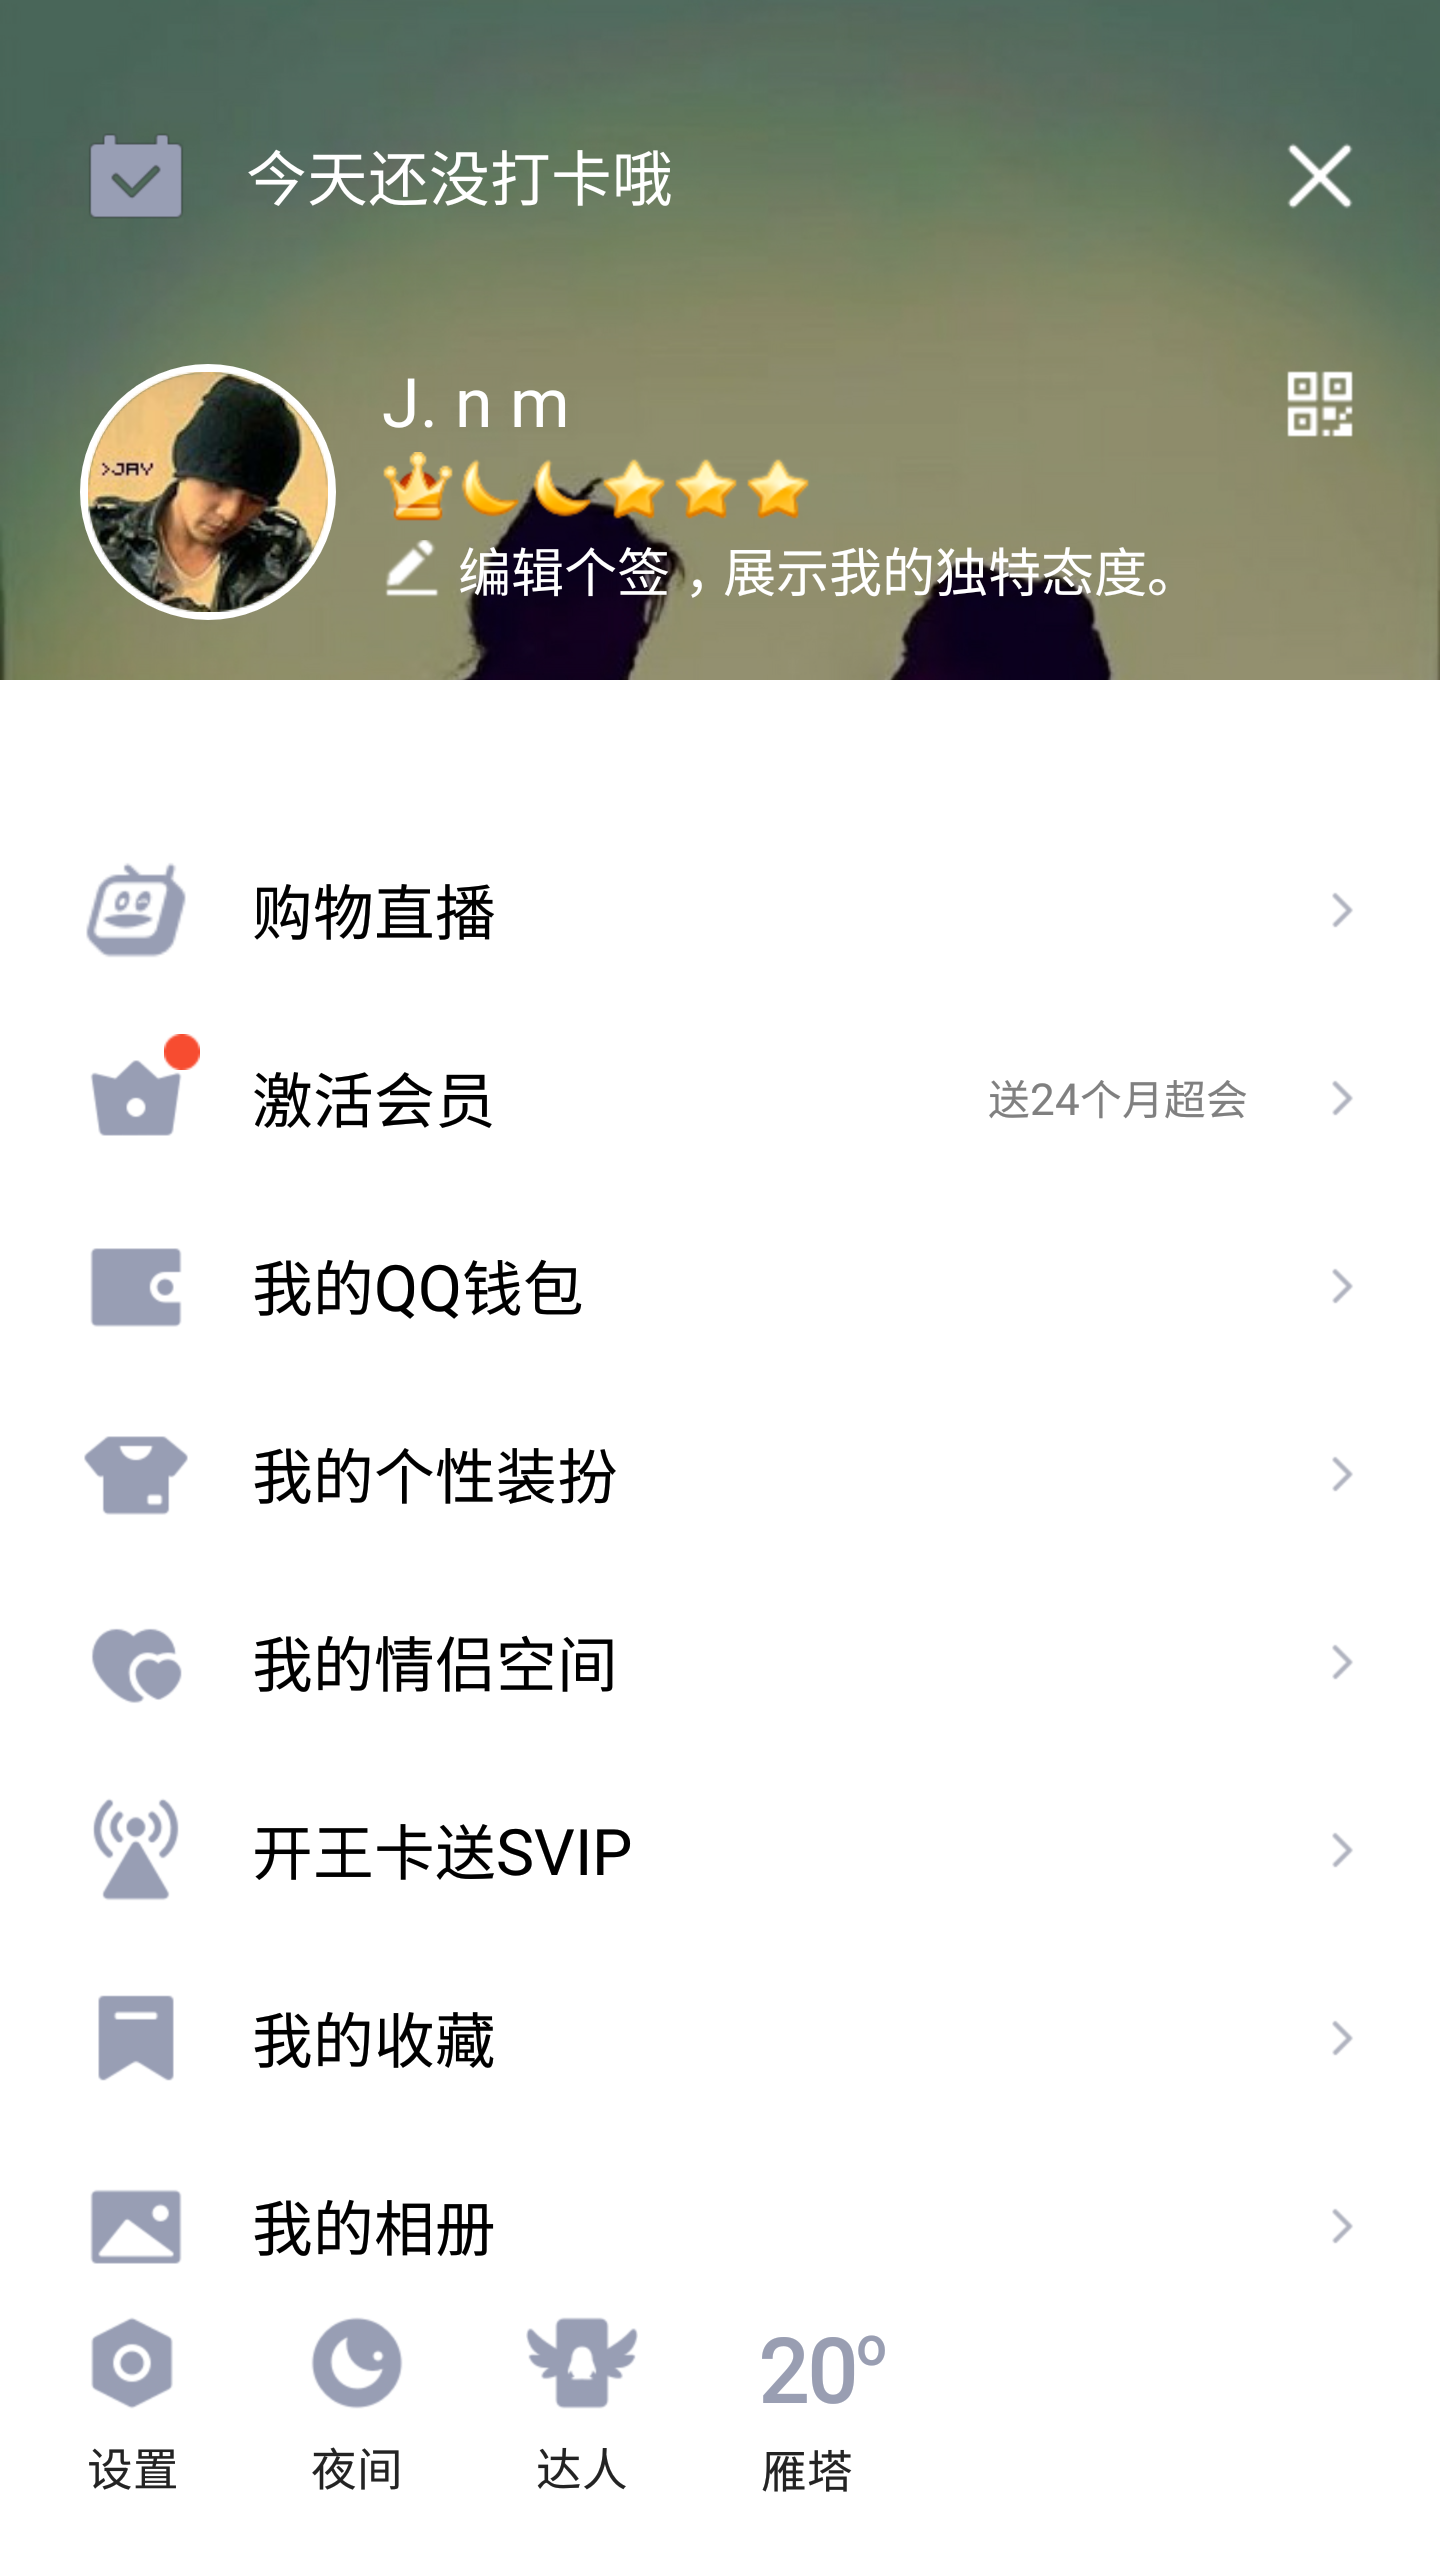 今天还没打卡哦
>JAY
J. n m
编辑个签，展示我的独特态度。
购物直播
激活会员
送24个月超会
我的QQ钱包
我的个性装扮
我的情侣空间
开王卡送SVIP
我的收藏
我的相册
20º
设置 夜间 达人 雁塔